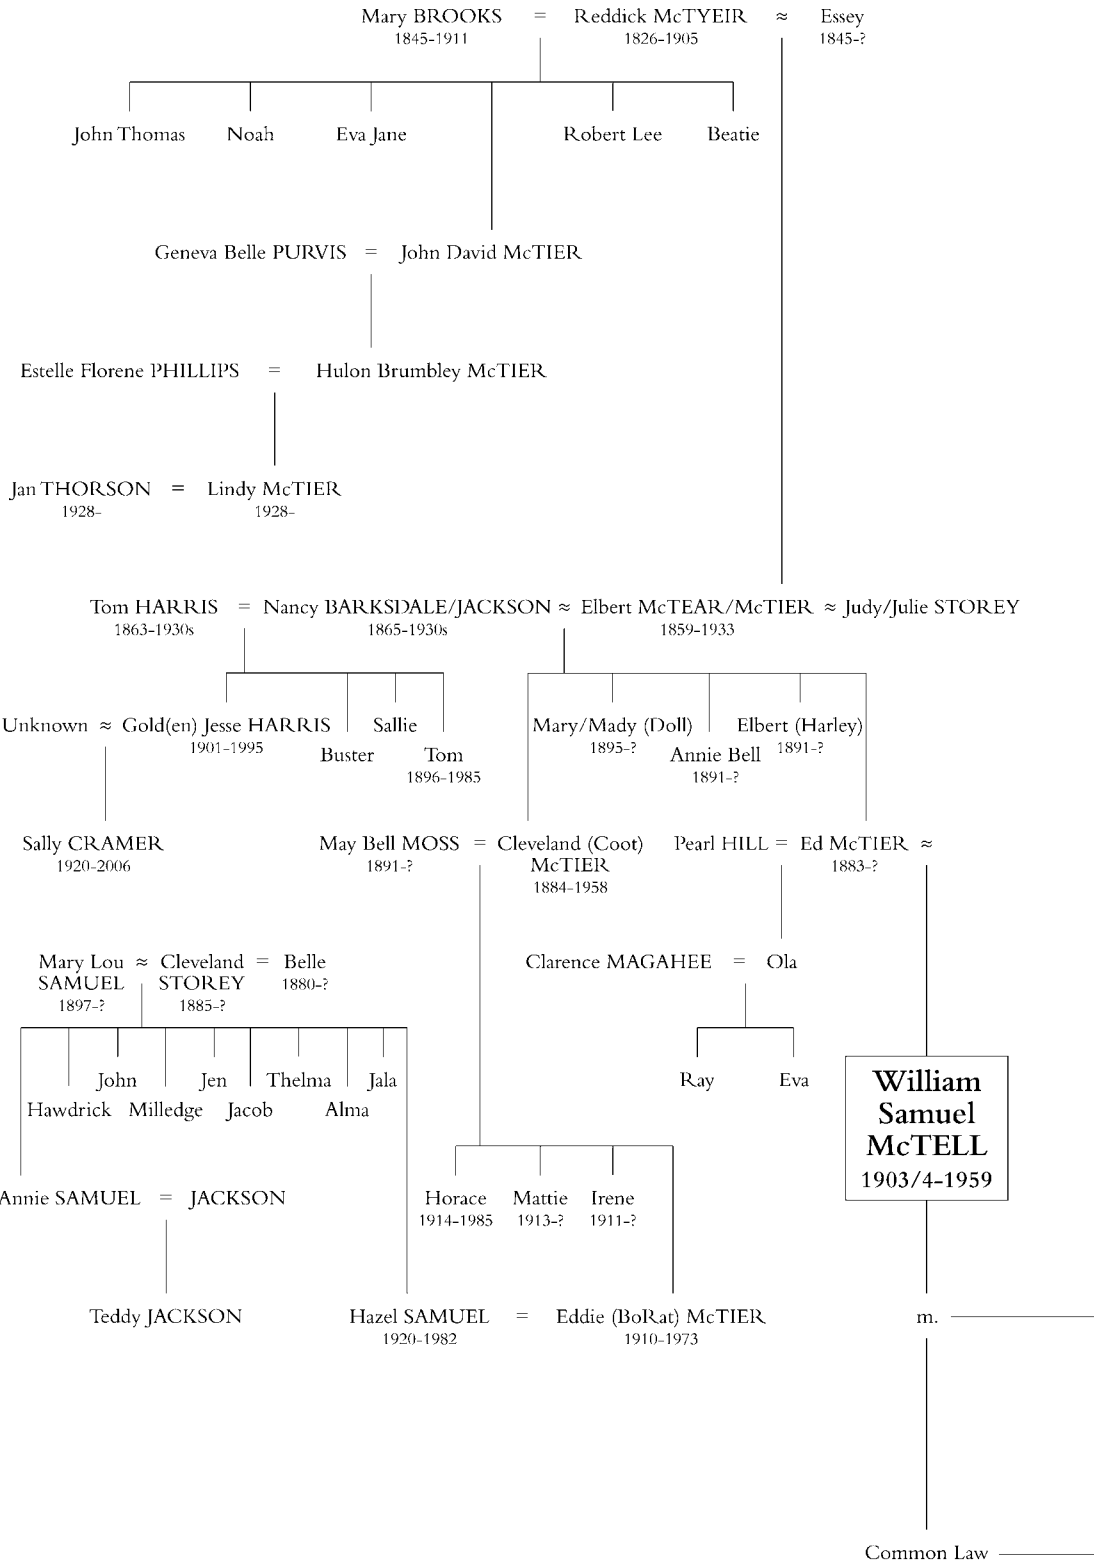 Mary BROOKS = Reddick McTYEIR ≈ Essey
1845-1911 1826-1905 1845-?
John Thomas Noah Eva Jane Robert Lee Beatie
Geneva Belle PURVIS = John David McTIER
Estelle Florene PHILLIPS = Hulon Brumbley McTIER
Jan THORSON = Lindy McTIER
1928- 1928-
Tom HARRIS = Nancy BARKSDALE/JACKSON ≈ Elbert McTEAR/McTIER ≈ Judy/Julie STOREY
1863-1930s 1865-1930s 1859-1933
Unknown ≈ Gold(en) Jesse HARRIS Sallie Mary/Mady (Doll) Elbert (Harley)
1901-1995 1895-? 1891-?
Buster Tom Annie Bell
1896-1985 1891-?
Sally CRAMER May Bell MOSS = Cleveland (Coot) Pearl HILL = Ed McTIER ≈
1920-2006 1891-? McTIER 1883-?
1884-1958
Mary Lou ≈ Cleveland = Belle Clarence MAGAHEE = Ola
SAMUEL STOREY 1880-?
1897-? 1885-?
John Jen Thelma Jala Ray Eva William
Hawdrick Milledge Jacob Alma Samuel
McTELL
1903/4-1959
Annie SAMUEL = JACKSON Horace Mattie Irene
1914-1985 1913-? 1911-?
Teddy JACKSON Hazel SAMUEL = Eddie (BoRat) McTIER m.
1920-1982 1910-1973
Common Law